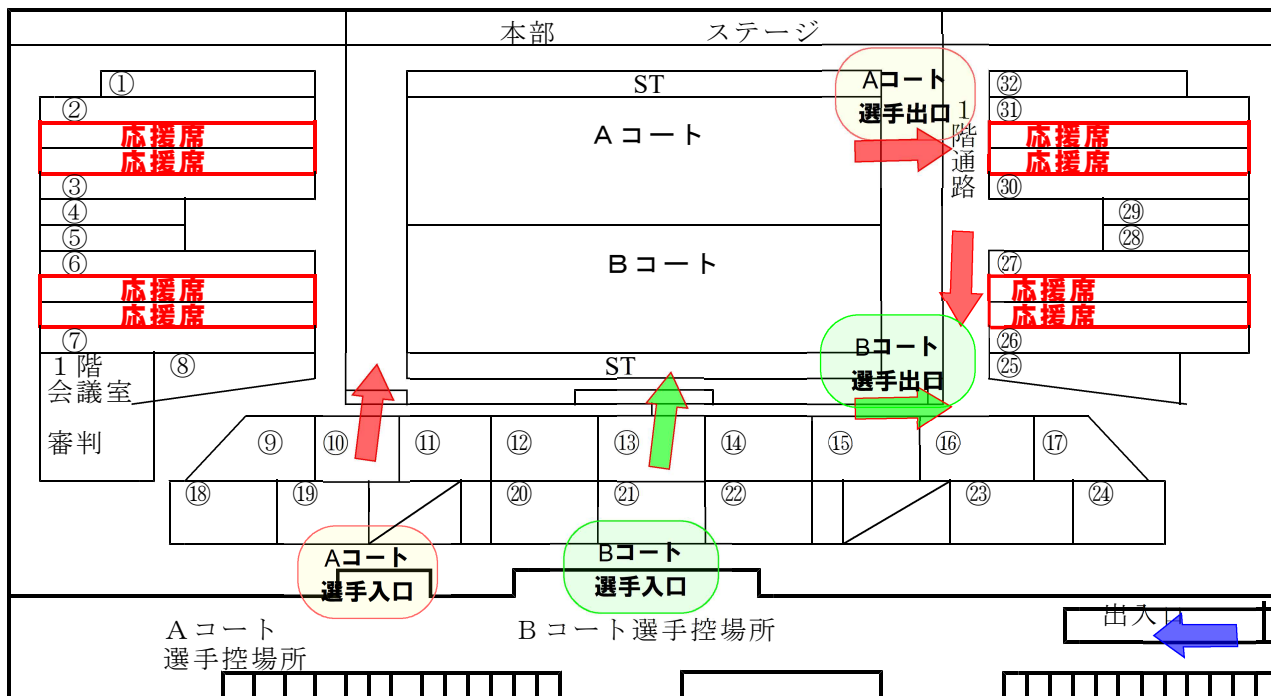 本部 ステージ
① ST Aコート 選手出口 ㉜
② ㉛
応援席 Aコート 1階通路 応援席
応援席 応援席
③ ㉚
④ ㉙
⑤ ㉘
⑥ Bコート ㉗
応援席 応援席
応援席 応援席
⑦ Bコート 選手出口 ㉖
1階 会議室 ⑧ ST ㉕
審判 ⑨ ⑩ ⑪ ⑫ ⑬ ⑭ ⑮ ⑯ ⑰
⑱ ⑲ ⑳ ㉑ ㉒ ㉓ ㉔
Aコート Bコート
選手入口 選手入口
出入口
Aコート Bコート選手控場所
選手控場所